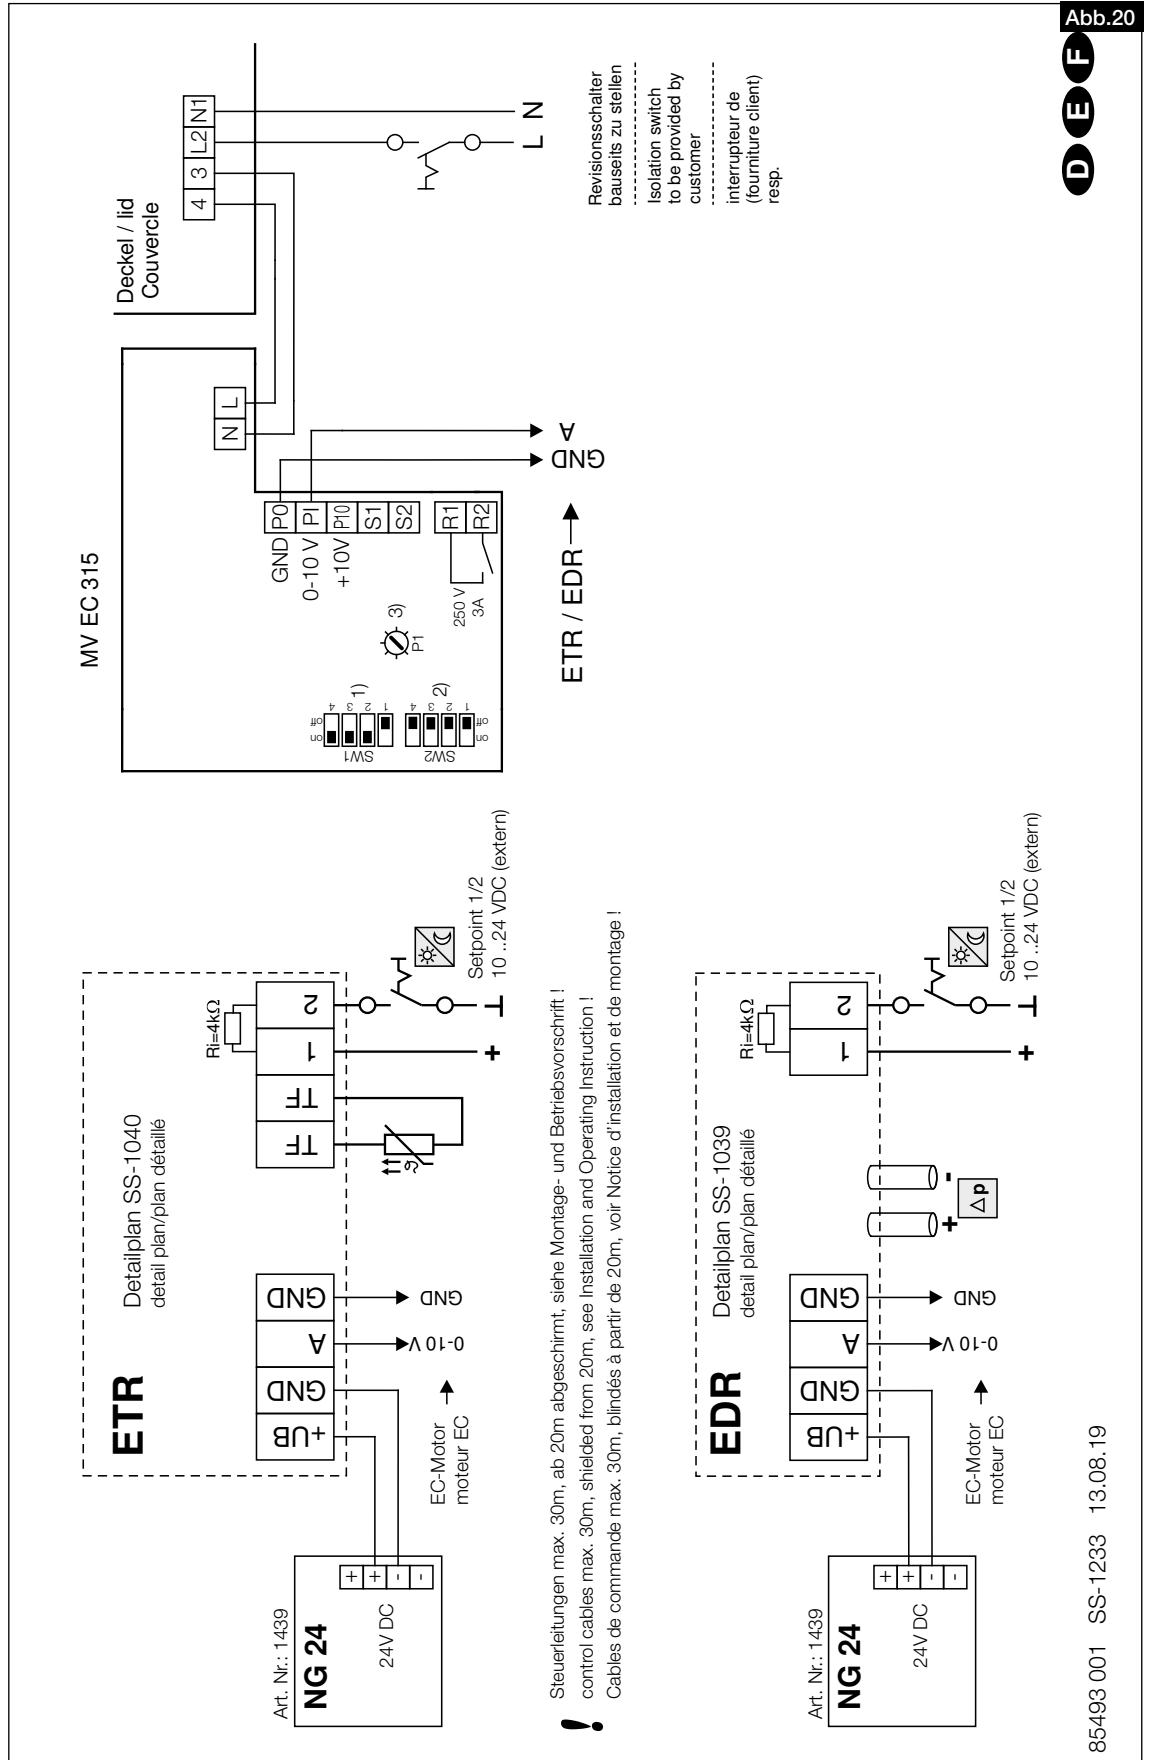 Abb.20
D E F
MV EC 315
Deckel / lid
Couvercle
4 3 L2 N1
L N
Revisionsschalter
bauseits zu stellen
Isolation switch
to be provided by
customer
interrupteur de
(fourniture client)
resp.
N L
GND P0
0-10 V PI
+10V P10
S1
S2
R1
R2
250 V
3A
P1
3)
1)
SW1
on off
1 2 3 4
2)
SW2
on off
1 2 3 4
GND
A
ETR / EDR
ETR
Detailplan SS-1040
detail plan/plan détaillé
Ri=4kΩ
+UB GND A GND TF TF 1 2
0-10 V
GND
EC-Motor
moteur EC
+
Setpoint 1/2
10 ..24 VDC (extern)
Art. Nr.: 1439
NG 24
24V DC
+ + - -
! Steuerleitungen max. 30m, ab 20m abgeschirmt, siehe Montage- und Betriebsvorschrift !
control cables max. 30m, shielded from 20m, see Installation and Operating Instruction !
Cables de commande max. 30m, blindés à partir de 20m, voir Notice d'installation et de montage !
EDR
Detailplan SS-1039
detail plan/plan détaillé
Ri=4kΩ
+UB GND A GND 1 2
0-10 V
GND
EC-Motor
moteur EC
+ -
Δp
+
Setpoint 1/2
10 ..24 VDC (extern)
Art. Nr.: 1439
NG 24
24V DC
+ + - -
85493 001 SS-1233 13.08.19